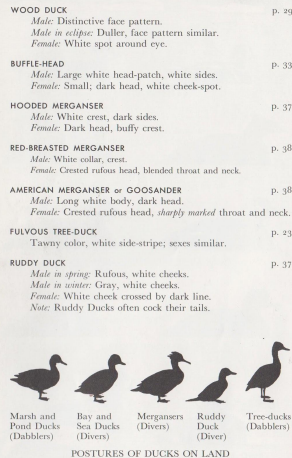 WOOD DUCK p. 29
Male: Distinctive face pattern.
Male in eclipse: Duller, face pattern similar.
Female: White spot around eye.
BUFFLE-HEAD p. 33
Male: Large white head-patch, white sides.
Female: Small; dark head, white cheek-spot.
HOODED MERGANSER p. 37
Male: White crest, dark sides.
Female: Dark head, buffy crest.
RED-BREASTED MERGANSER p. 38
Male: White collar, crest.
Female: Crested rufous head, blended throat and neck.
AMERICAN MERGANSER or GOOSANDER p. 38
Male: Long white body, dark head.
Female: Crested rufous head, sharply marked throat and neck.
FULVOUS TREE-DUCK p. 23
Tawny color, white side-stripe; sexes similar.
RUDDY DUCK p. 37
Male in spring: Rufous, white cheeks.
Male in winter: Gray, white cheeks.
Female: White cheek crossed by dark line.
Note: Ruddy Ducks often cock their tails.
Marsh and Bay and Mergansers Ruddy Tree-ducks
Pond Ducks Sea Ducks (Divers) Duck (Dabblers)
(Dabblers) (Divers) (Diver)
POSTURES OF DUCKS ON LAND